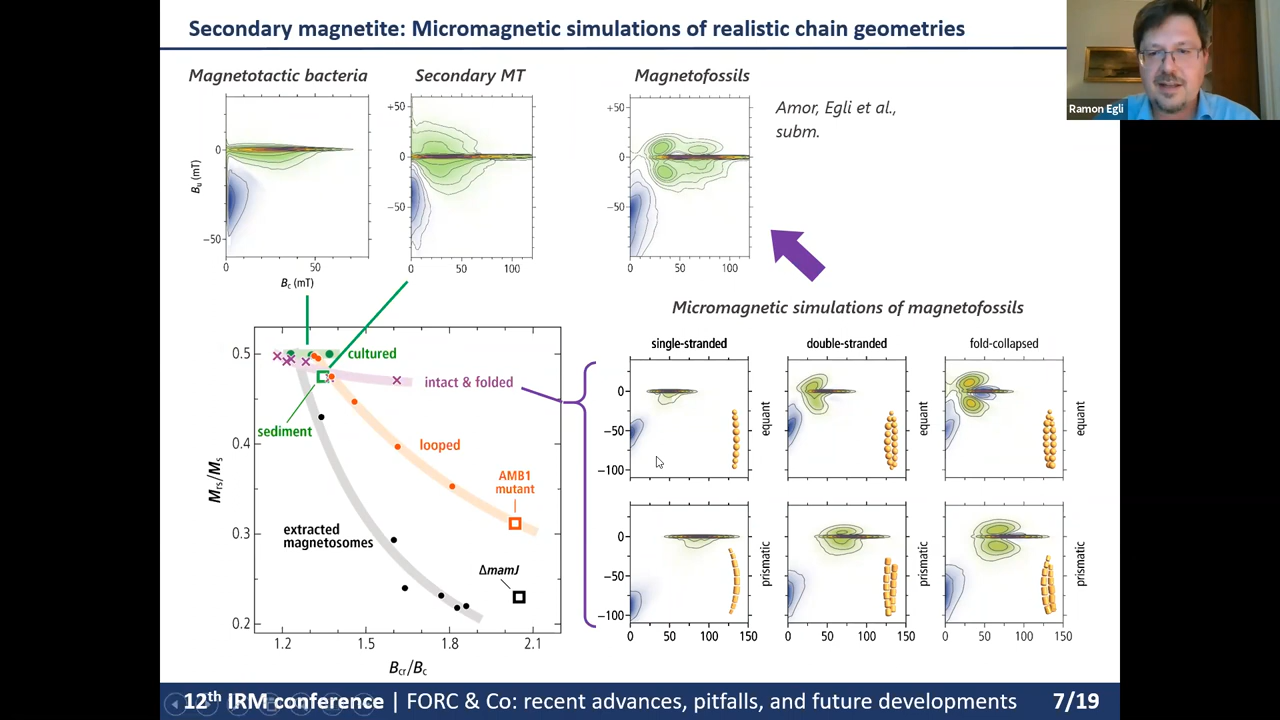 Secondary magnetite: Micromagnetic simulations of realistic chain geometries
Ramon Egli
Magnetotactic bacteria
Secondary MT
Magnetofossils
Amor, Egli et al.,
subm.
0
−50
Bu (mT)
0
50
Bc (mT)
+50
0
−50
0
50
100
+50
0
−50
0
50
100
0.5
0.4
0.3
0.2
Mrs/Ms
1.2
1.5
1.8
2.1
Bcr/Bc
cultured
intact & folded
sediment
looped
AMB1
mutant
extracted
magnetosomes
ΔmamJ
Micromagnetic simulations of magnetofossils
single-stranded
double-stranded
fold-collapsed
0
−50
−100
equant
equant
equant
0
−50
−100
prismatic
prismatic
prismatic
0
50
100
150
0
50
100
150
0
50
100
150
12th IRM conference | FORC & Co: recent advances, pitfalls, and future developments
7/19